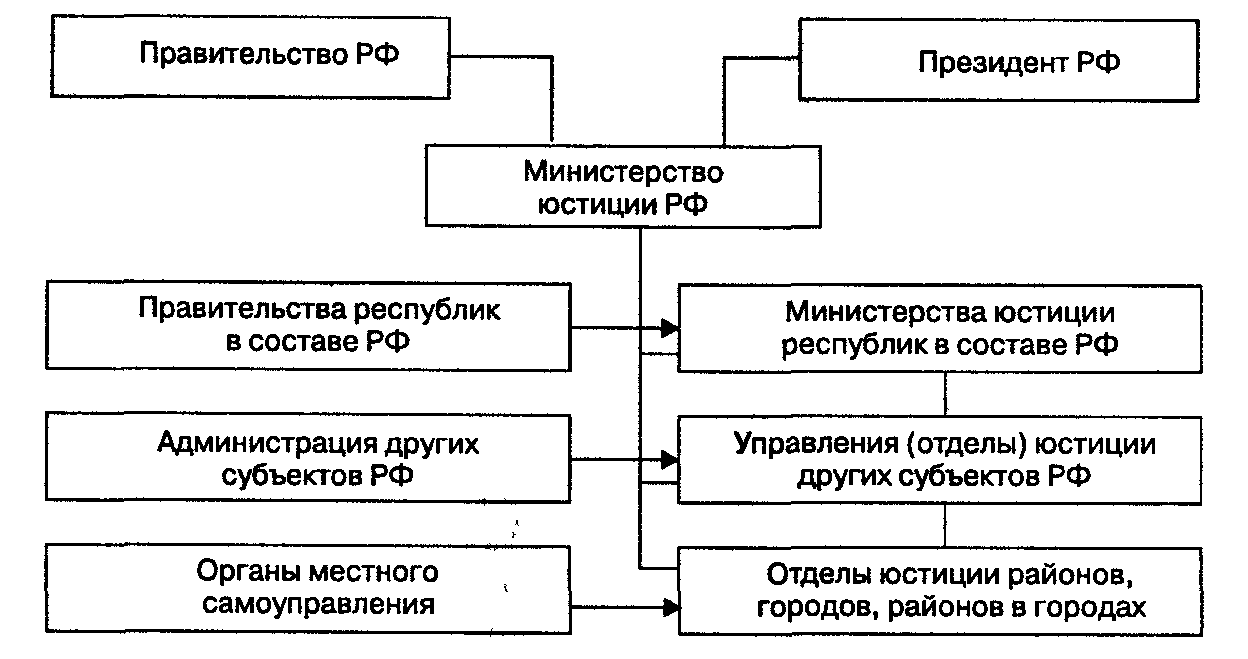 Правительство РФ
Президент РФ
Министерство
юстиции РФ
Правительства республик
в составе РФ
Министерства юстиции
республик в составе РФ
Администрация других
субъектов РФ
Управления (отделы) юстиции
других субъектов РФ
Органы местного
самоуправления
Отделы юстиции районов,
городов, районов в городах